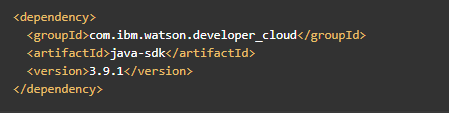 <dependency>
<groupId>com.ibm.watson.developer_cloud</groupId>
<artifactId>java-sdk</artifactId>
<version>3.9.1</version>
</dependency>